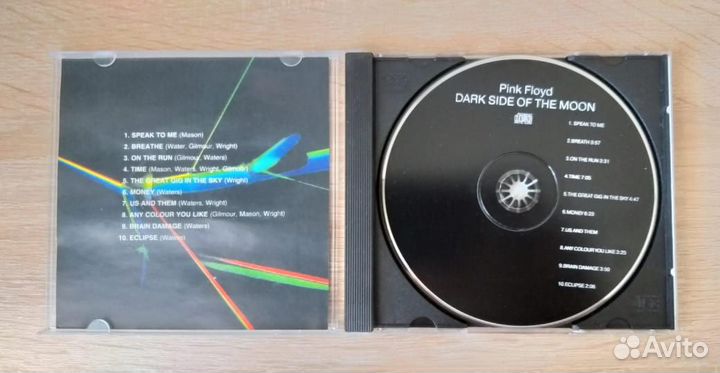 1. SPEAK TO ME (Mason)
2. BREATHE (Water, Gilmour, Wright)
3. ON THE RUN (Gilmour, Waters)
4. TIME (Mason, Waters, Wright, Gilmour)
5. THE GREAT GIG IN THE SKY (Wright)
6. MONEY (Waters)
7. US AND THEM (Waters, Wright)
8. ANY COLOUR YOU LIKE (Gilmour, Mason, Wright)
9. BRAIN DAMAGE (Waters)
10. ECLIPSE (Waters)
Pink Floyd
DARK SIDE OF THE MOON
1. SPEAK TO ME
2.BREATH 3:57
3.ON THE RUN 3:31
4.TIME 7:05
5.THE GREAT GIG IN THE SKY 4:47
6.MONEY 6:23
7.US AND THEM
8.ANY COLOUR YOU LIKE 3:25
9.BRAIN DAMAGE 3:50
10.ECLIPSE 2:06
Avito